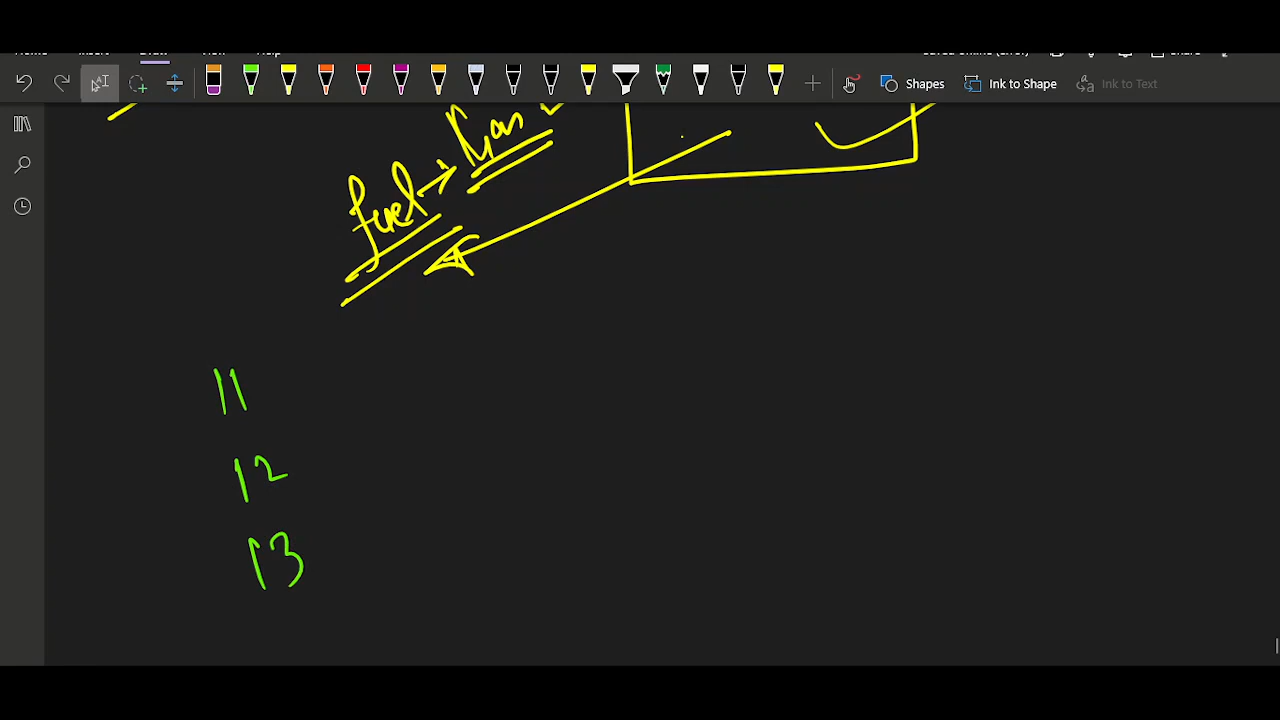 Shapes Ink to Shape Ink to Text
fuel → Gas
11
12
13